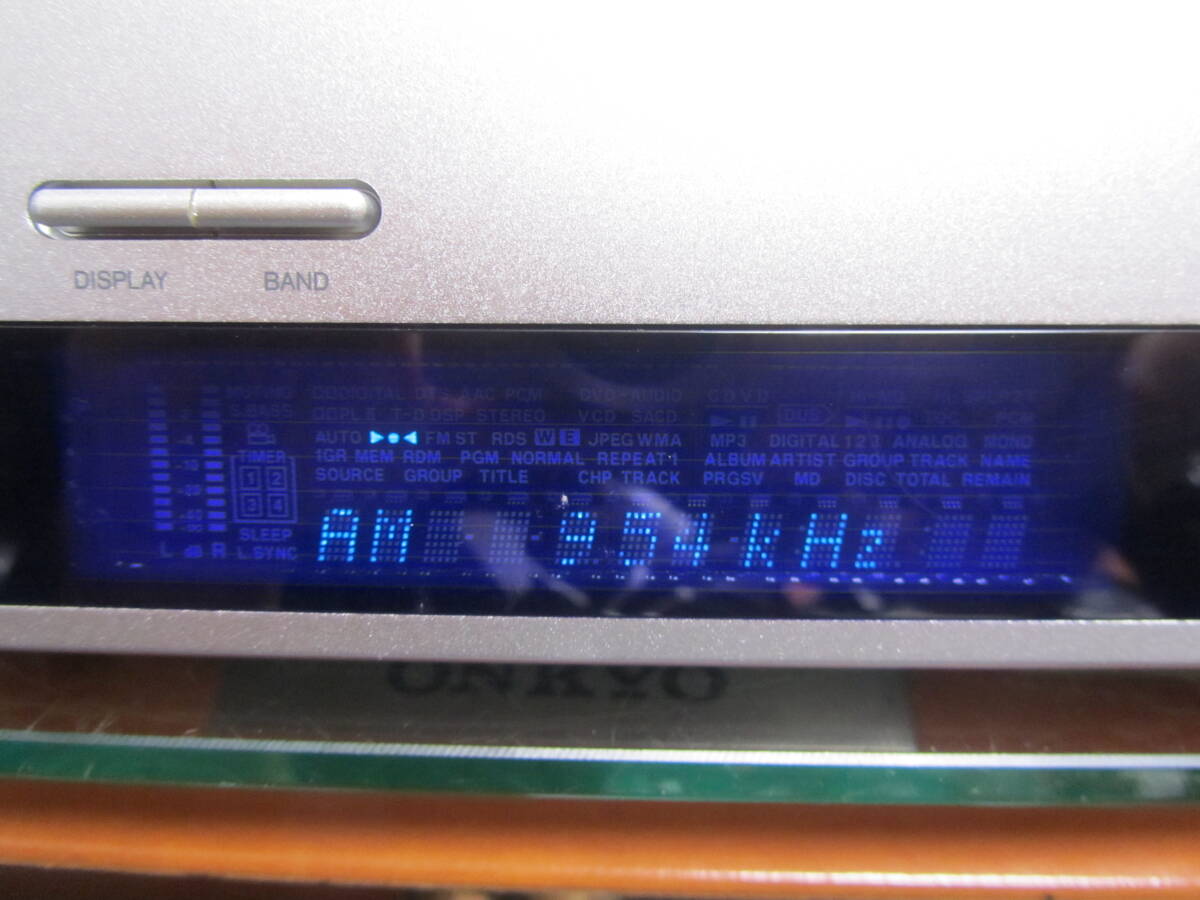 DISPLAY BAND
DIGITAL DTS AAC PCM DVD-AUDIO
S.BASS T-D DSP STEREO VCD SACD
AUTO FM ST RDS W E JPEG WMA MP3 DIGITAL 1 2 3 ANALOG MONO
TIMER 1GR MEM RDM PGM NORMAL REPEAT 1 ALBUM ARTIST GROUP TRACK NAME
1 2 SOURCE GROUP TITLE CHP TRACK PRGSV MD DISC TOTAL REMAIN
3 4
SLEEP
AM 954 kHz
L dB R L.SYNC
ONKYO